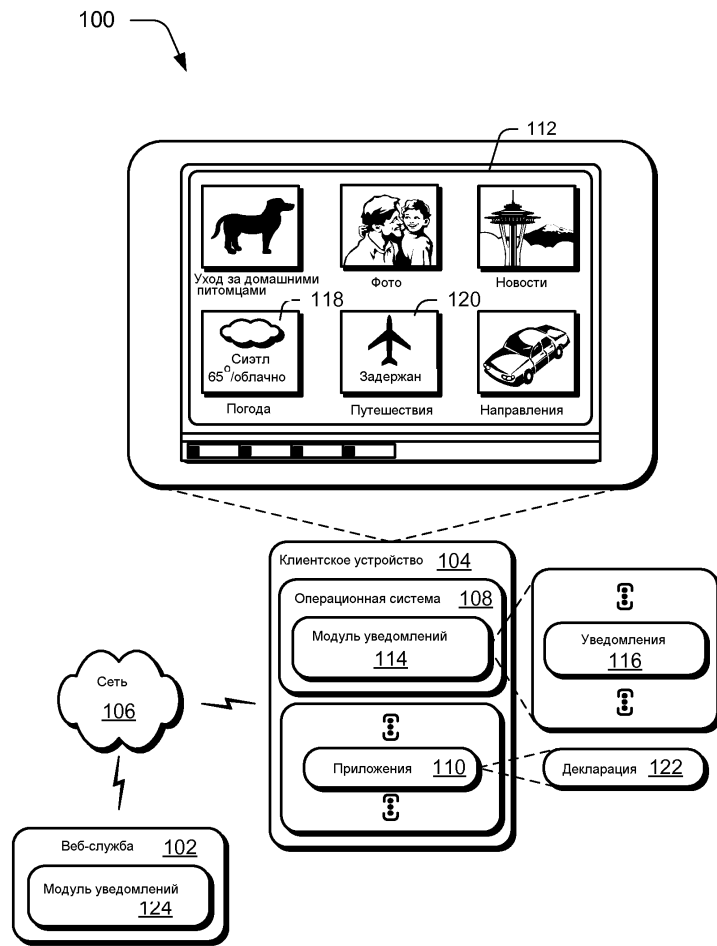 100
112
Уход за домашними
питомцами
Фото
Новости
118
120
Сиэтл
65°/облачно
Задержан
Погода
Путешествия
Направления
Клиентское устройство 104
Операционная система 108
Модуль уведомлений
114
Уведомления
116
Сеть
106
Приложения 110
Декларация 122
Веб-служба 102
Модуль уведомлений
124